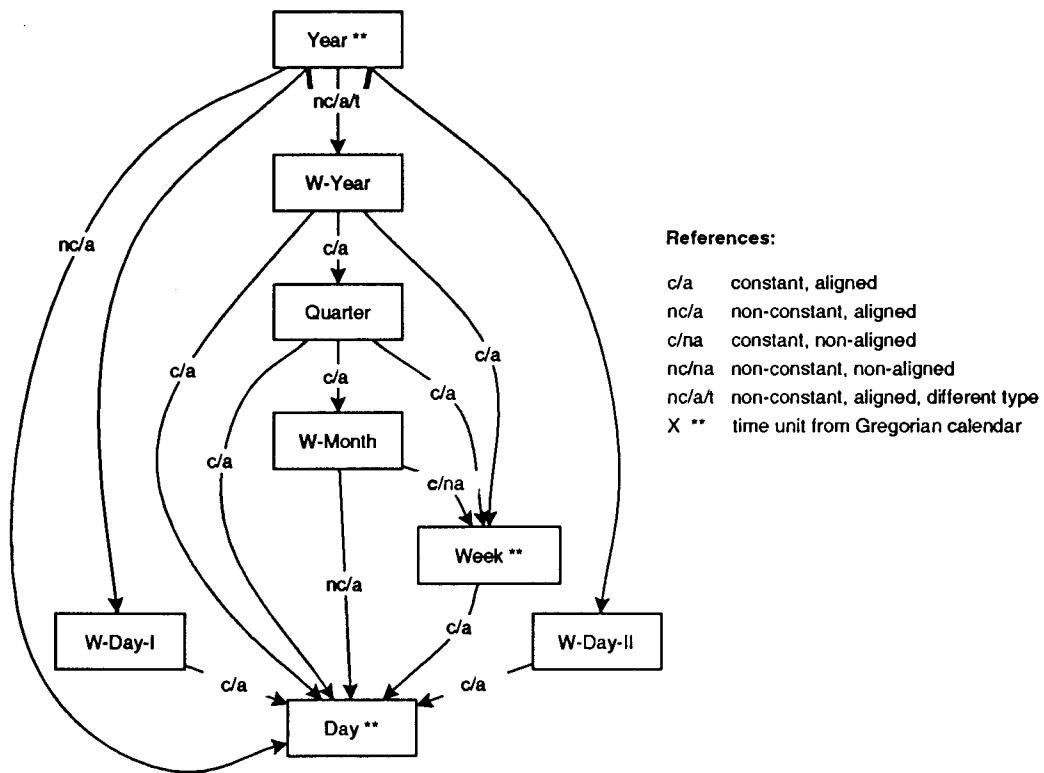 Year **
nc/a/t
W-Year
nc/a
c/a
References:
c/a constant, aligned
nc/a non-constant, aligned
c/na constant, non-aligned
nc/na non-constant, non-aligned
nc/a/t non-constant, aligned, different type
X ** time unit from Gregorian calendar
Quarter
c/a
c/a
c/a
c/a
W-Month
c/a
c/na
Week **
nc/a
W-Day-I
c/a
W-Day-II
c/a
c/a
Day **